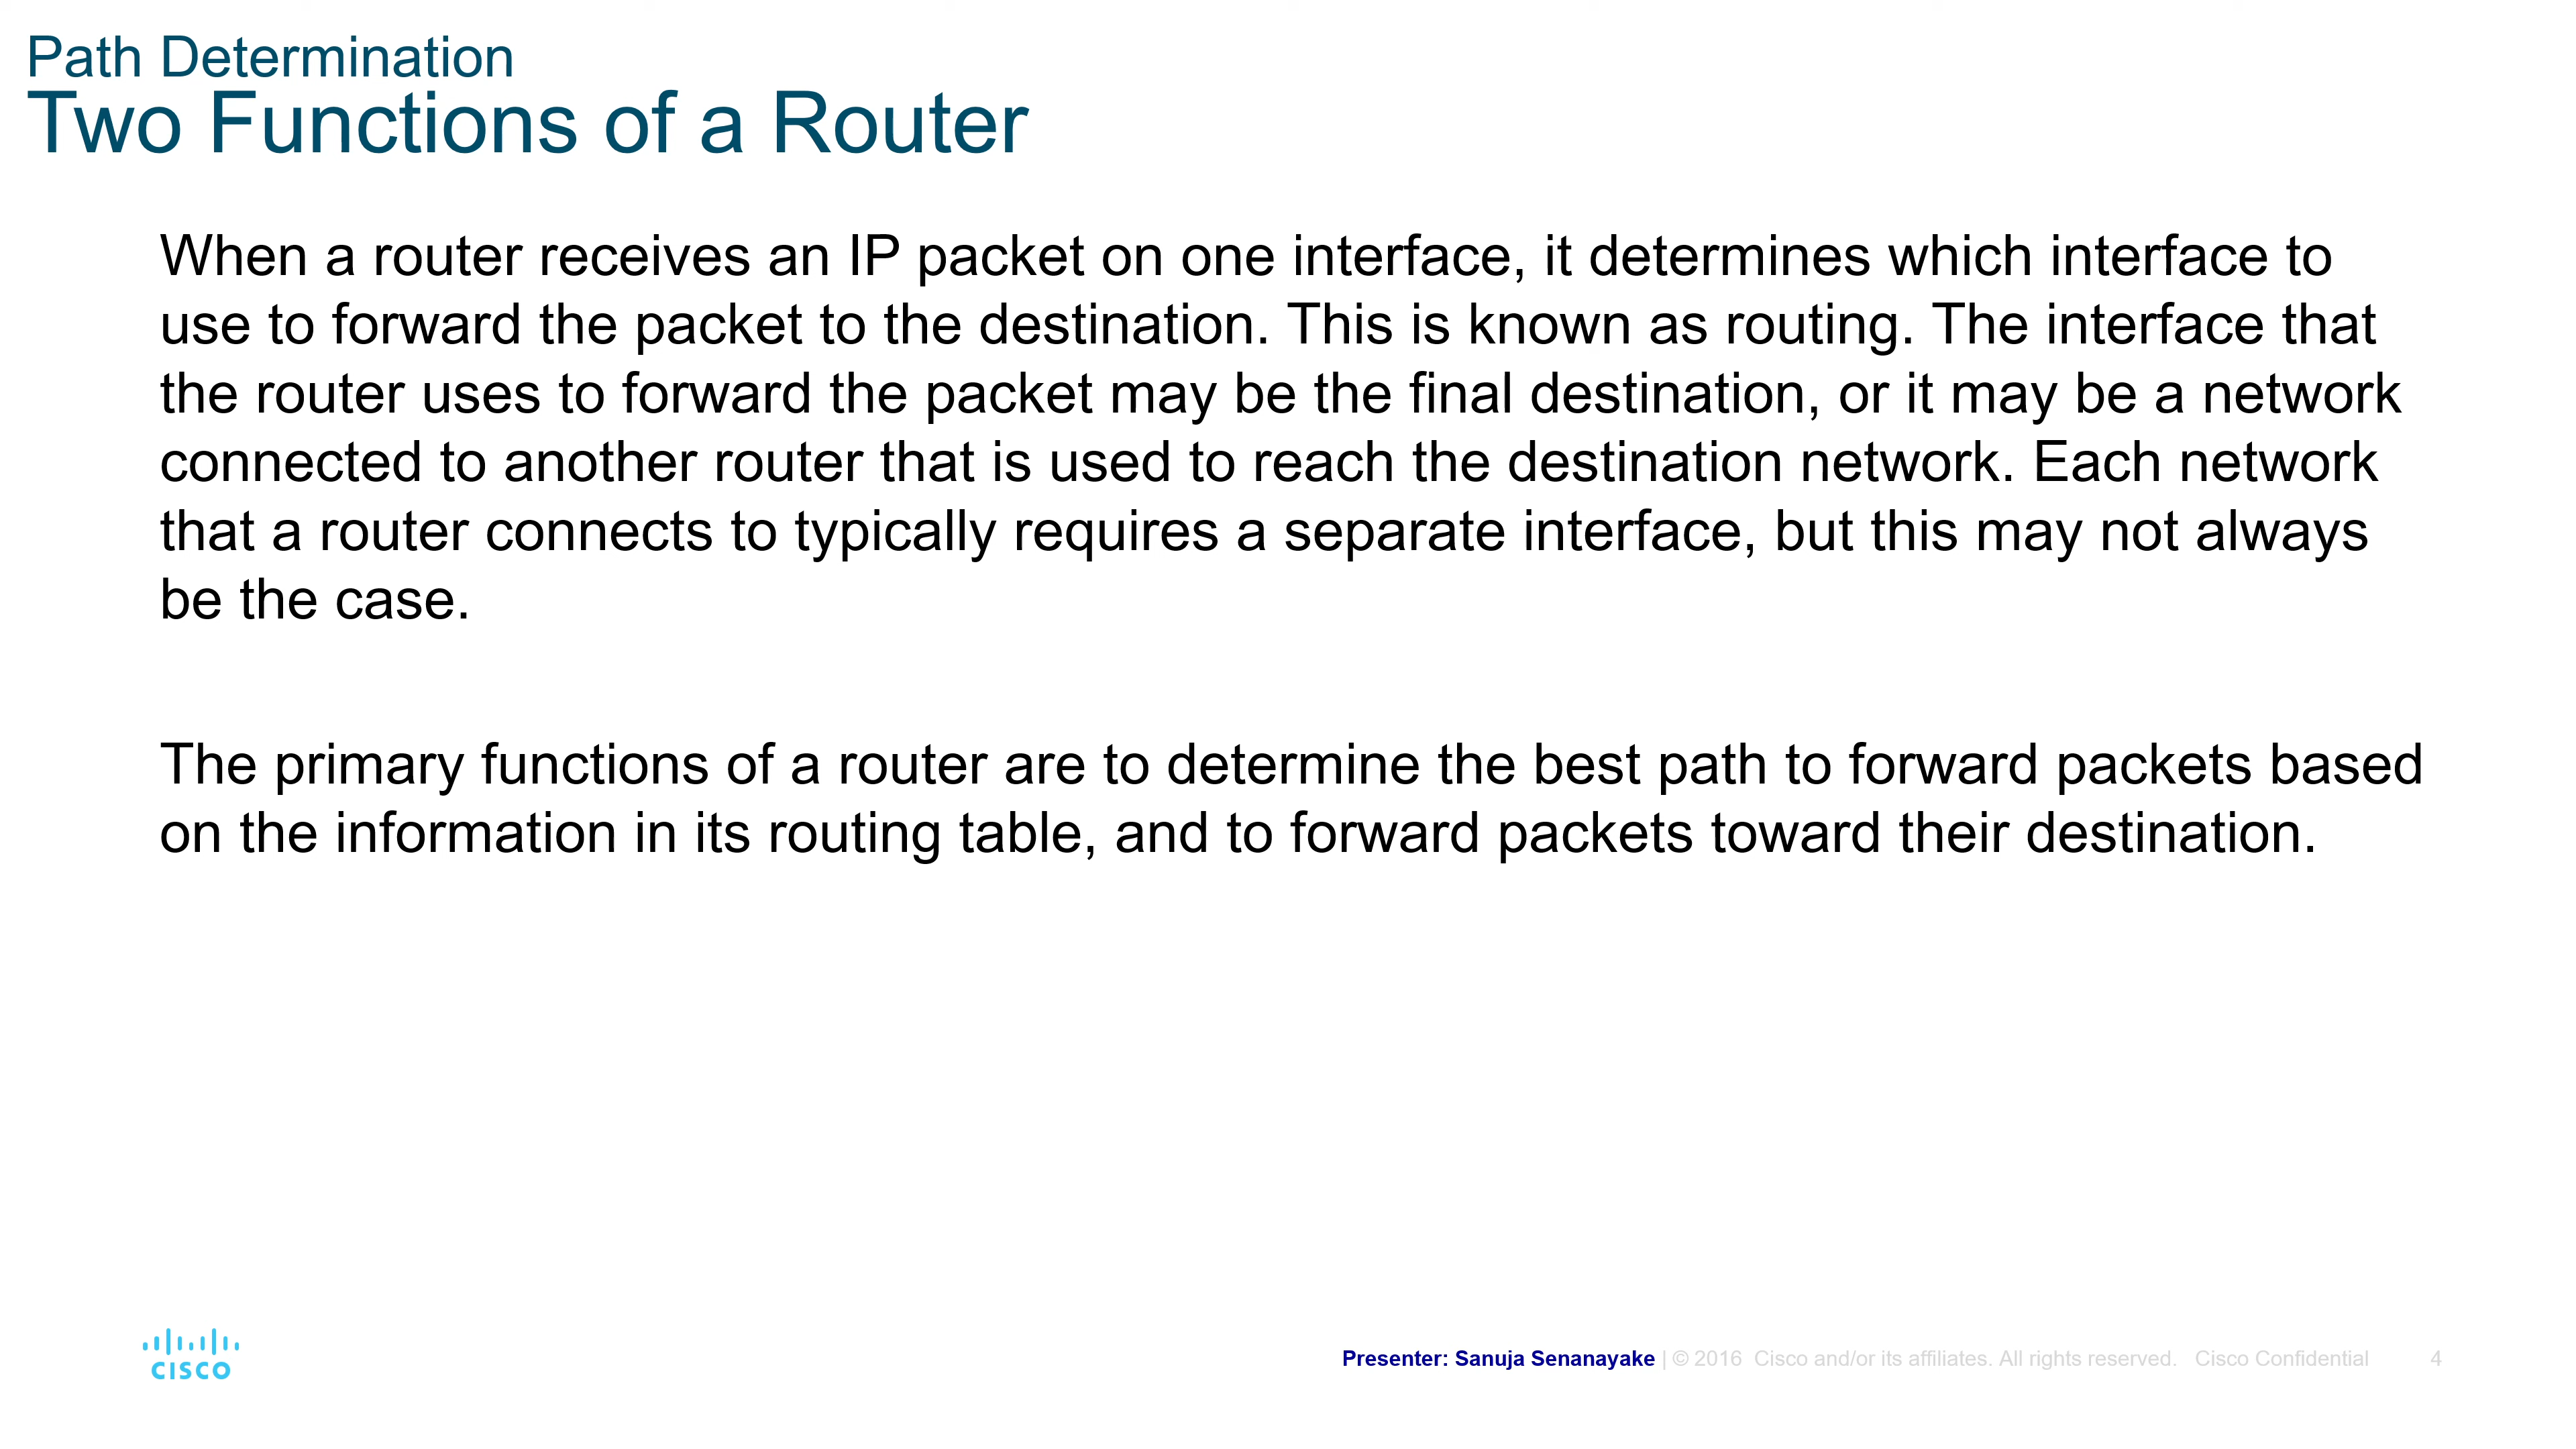 Path Determination
Two Functions of a Router
When a router receives an IP packet on one interface, it determines which interface to
use to forward the packet to the destination. This is known as routing. The interface that
the router uses to forward the packet may be the final destination, or it may be a network
connected to another router that is used to reach the destination network. Each network
that a router connects to typically requires a separate interface, but this may not always
be the case.
The primary functions of a router are to determine the best path to forward packets based
on the information in its routing table, and to forward packets toward their destination.
CISCO
Presenter: Sanuja Senanayake | © 2016 Cisco and/or its affiliates. All rights reserved. Cisco Confidential 4